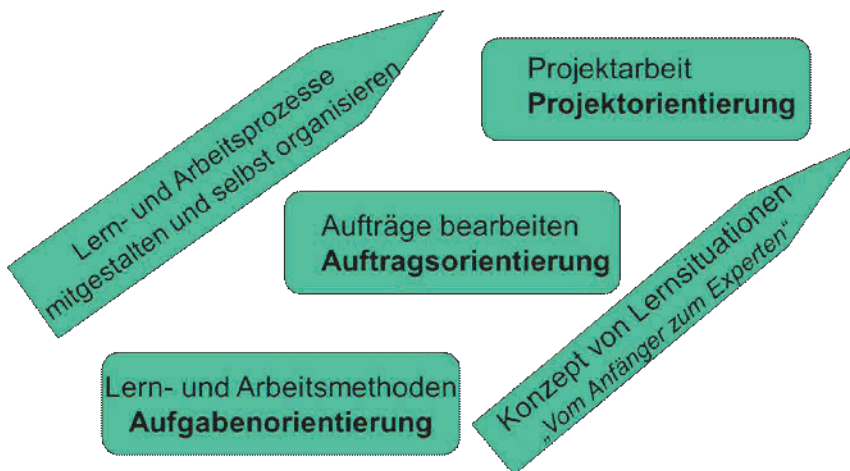 Lern- und Arbeitsprozesse
mitgestalten und selbst organisieren
Projektarbeit
Projektorientierung
Aufträge bearbeiten
Auftragsorientierung
Konzept von Lernsituationen
„Vom Anfänger zum Experten“
Lern- und Arbeitsmethoden
Aufgabenorientierung